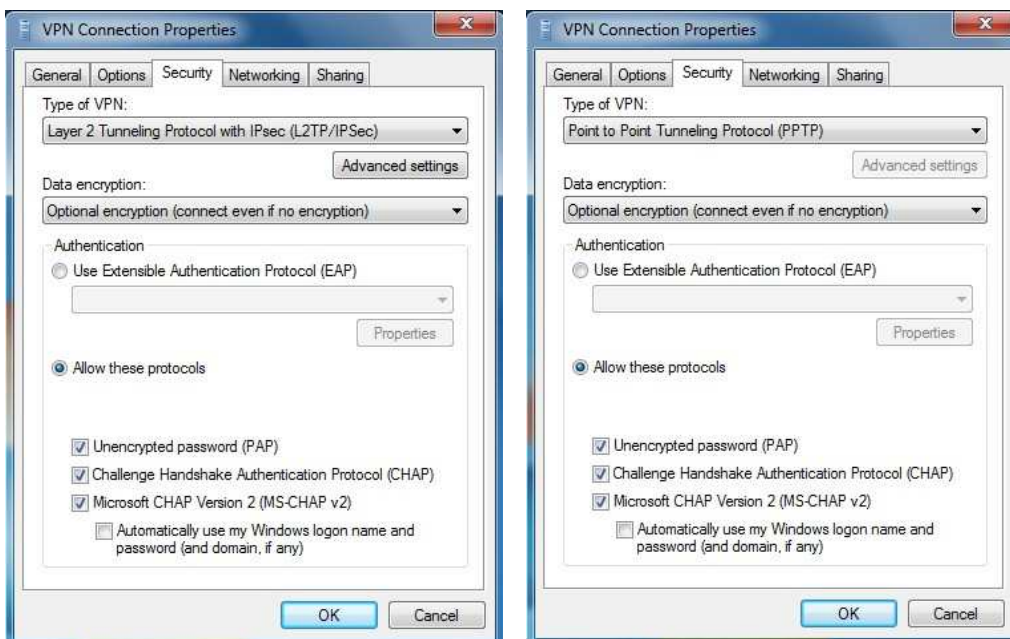 VPN Connection Properties
General Options Security Networking Sharing
Type of VPN:
Layer 2 Tunneling Protocol with IPsec (L2TP/IPSec)
Advanced settings
Data encryption:
Optional encryption (connect even if no encryption)
Authentication
Use Extensible Authentication Protocol (EAP)
Properties
Allow these protocols
Unencrypted password (PAP)
Challenge Handshake Authentication Protocol (CHAP)
Microsoft CHAP Version 2 (MS-CHAP v2)
Automatically use my Windows logon name and
password (and domain, if any)
OK Cancel
VPN Connection Properties
General Options Security Networking Sharing
Type of VPN:
Point to Point Tunneling Protocol (PPTP)
Advanced settings
Data encryption:
Optional encryption (connect even if no encryption)
Authentication
Use Extensible Authentication Protocol (EAP)
Properties
Allow these protocols
Unencrypted password (PAP)
Challenge Handshake Authentication Protocol (CHAP)
Microsoft CHAP Version 2 (MS-CHAP v2)
Automatically use my Windows logon name and
password (and domain, if any)
OK Cancel